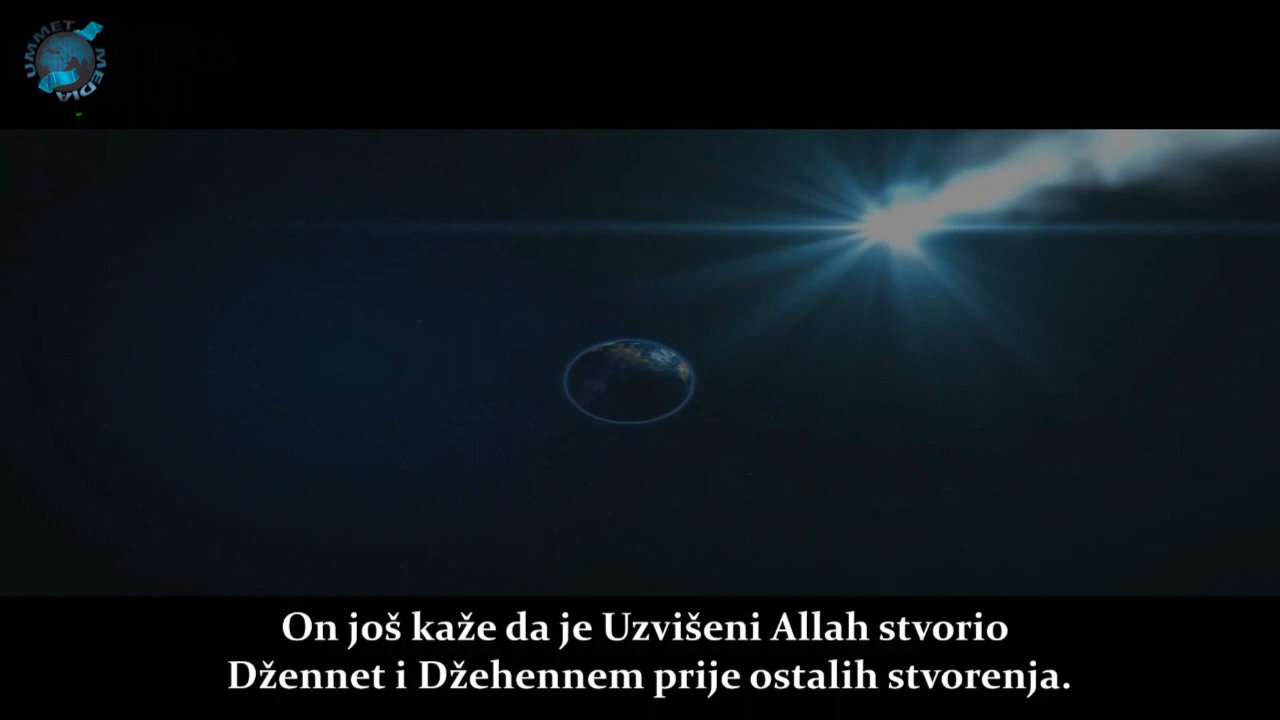 UMMET MEDIA
On još kaže da je Uzvišeni Allah stvorio
Džennet i Džehennem prije ostalih stvorenja.